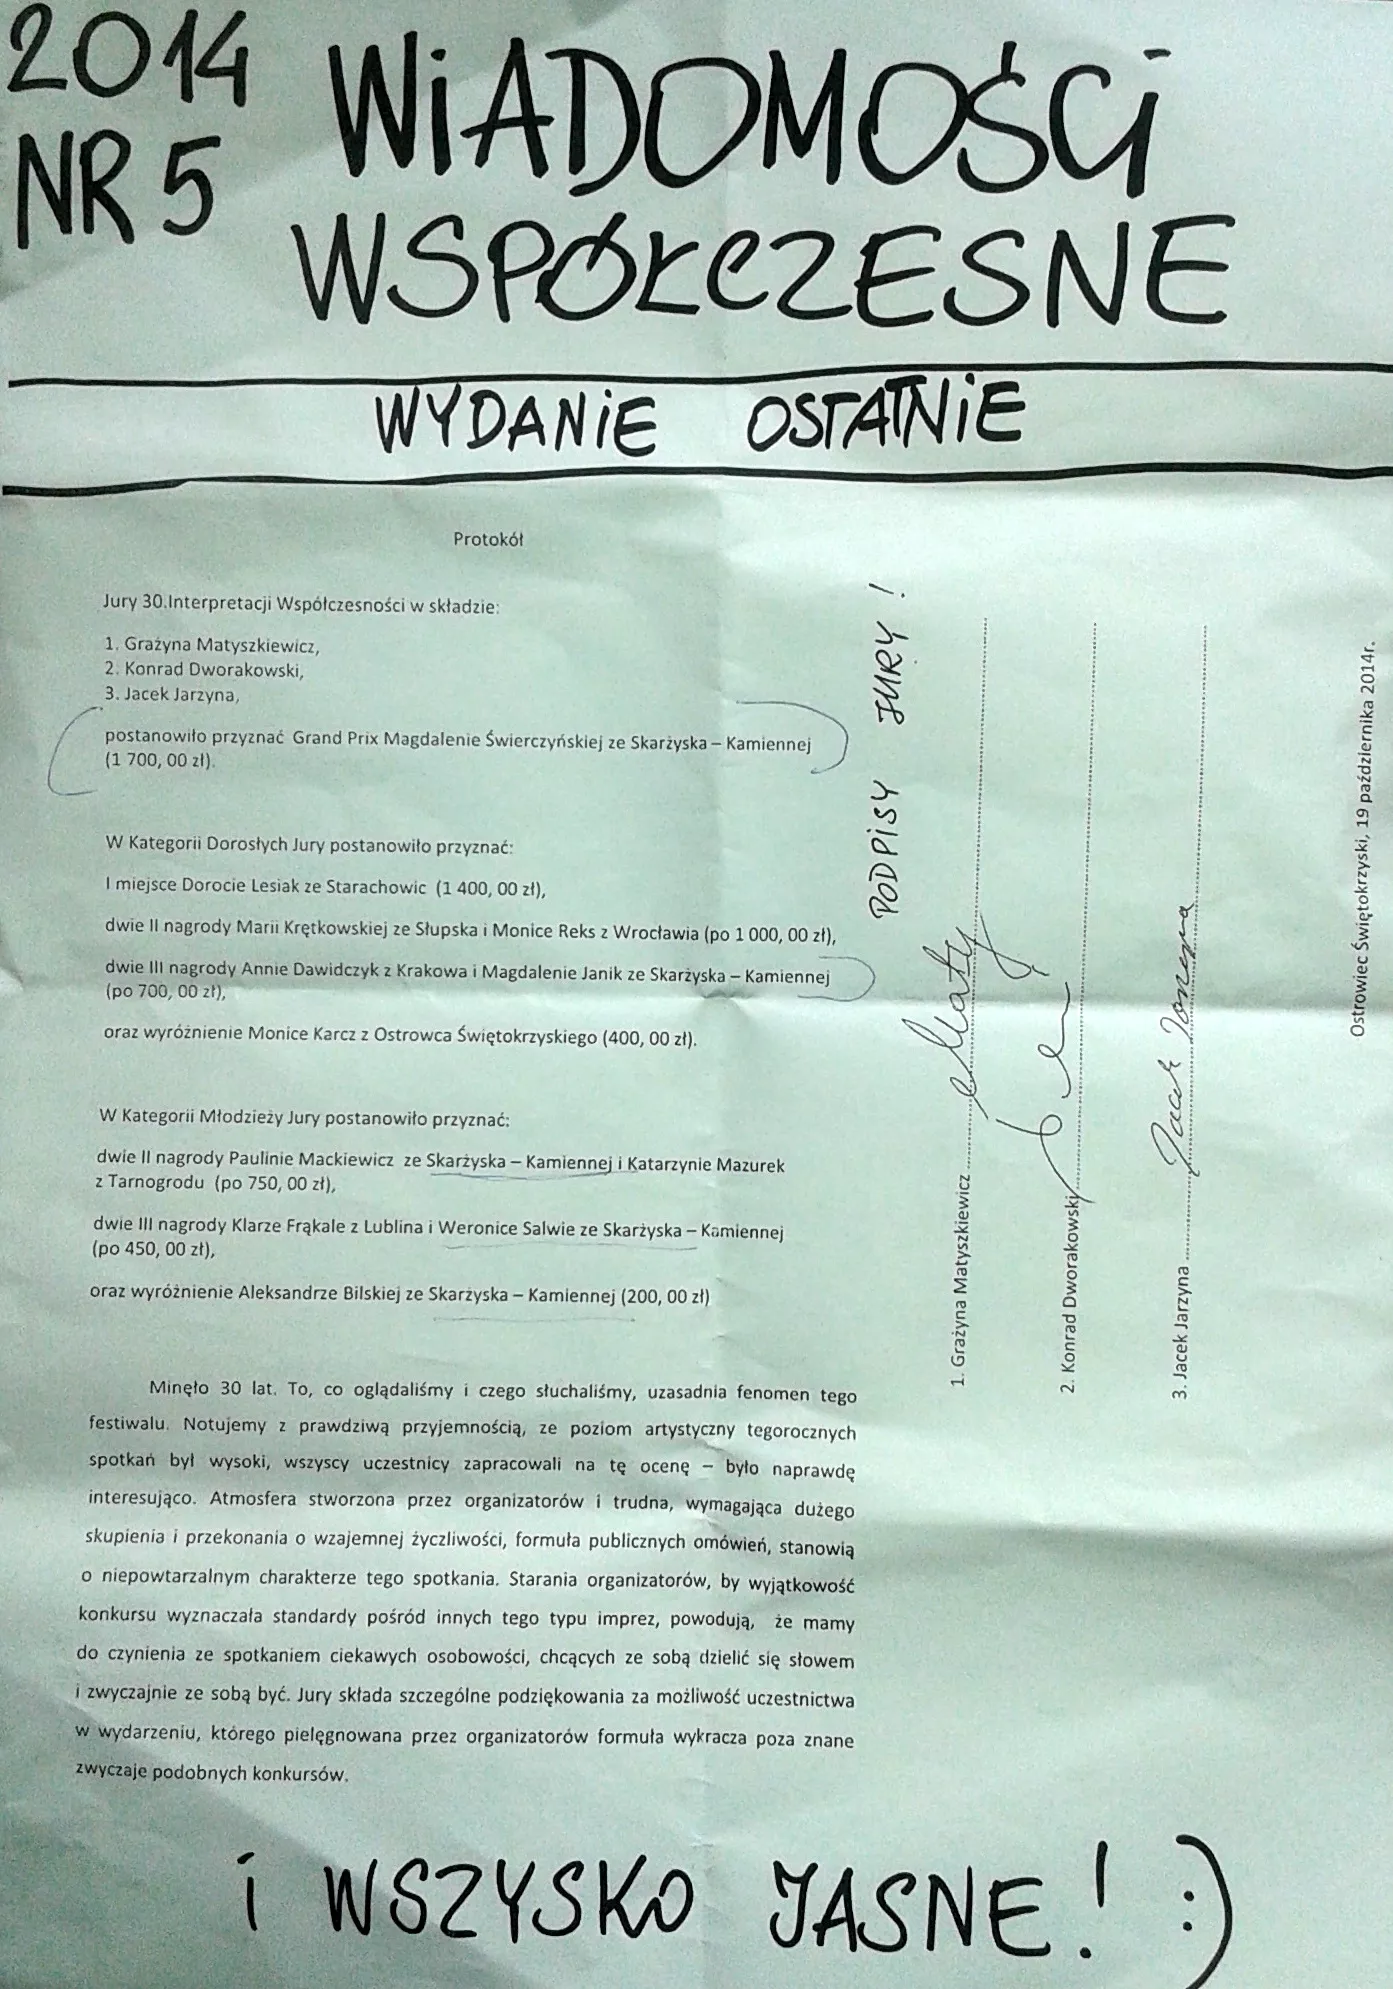 2014
NR 5
WIADOMOŚCI
WSPÓŁCZESNE
WYDANIE OSTATNIE
Protokół
Jury 30.Interpretacji Współczesności w składzie:
1. Grażyna Matyszkiewicz,
2. Konrad Dworakowski,
3. Jacek Jarzyna,
postanowiło przyznać Grand Prix Magdalenie Świerczyńskiej ze Skarżyska – Kamiennej
(1 700, 00 zł).
W Kategorii Dorosłych Jury postanowiło przyznać:
I miejsce Dorocie Lesiak ze Starachowic (1 400, 00 zł),
dwie II nagrody Marii Krętkowskiej ze Słupska i Monice Reks z Wrocławia (po 1 000, 00 zł),
dwie III nagrody Annie Dawidczyk z Krakowa i Magdalenie Janik ze Skarżyska – Kamiennej
(po 700, 00 zł),
oraz wyróżnienie Monice Karcz z Ostrowca Świętokrzyskiego (400, 00 zł).
W Kategorii Młodzieży Jury postanowiło przyznać:
dwie II nagrody Paulinie Mackiewicz ze Skarżyska – Kamiennej i Katarzynie Mazurek
z Tarnogrodu (po 750, 00 zł),
dwie III nagrody Klarze Frąkale z Lublina i Weronice Salwie ze Skarżyska – Kamiennej
(po 450, 00 zł),
oraz wyróżnienie Aleksandrze Bilskiej ze Skarżyska – Kamiennej (200, 00 zł)
Minęło 30 lat. To, co oglądaliśmy i czego słuchaliśmy, uzasadnia fenomen tego
festiwalu. Notujemy z prawdziwą przyjemnością, ze poziom artystyczny tegorocznych
spotkań był wysoki, wszyscy uczestnicy zapracowali na tę ocenę – było naprawdę
interesująco. Atmosfera stworzona przez organizatorów i trudna, wymagająca dużego
skupienia i przekonania o wzajemnej życzliwości, formuła publicznych omówień, stanowią
o niepowtarzalnym charakterze tego spotkania. Starania organizatorów, by wyjątkowość
konkursu wyznaczała standardy pośród innych tego typu imprez, powodują, że mamy
do czynienia ze spotkaniem ciekawych osobowości, chcących ze sobą dzielić się słowem
i zwyczajnie ze sobą być. Jury składa szczególne podziękowania za możliwość uczestnictwa
w wydarzeniu, którego pielęgnowana przez organizatorów formuła wykracza poza znane
zwyczaje podobnych konkursów.
PODPISY JURY !
1. Grażyna Matyszkiewicz
2. Konrad Dworakowski
3. Jacek Jarzyna Jacek Jarzyna
Ostrowiec Świętokrzyski, 19 października 2014r.
i WSZYSKO JASNE! :)